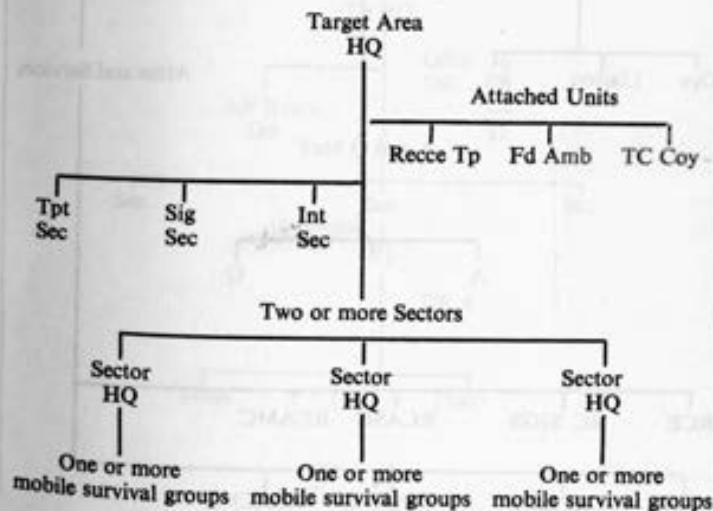 Target Area
HQ
Attached Units
Recce Tp
Fd Amb
TC Coy
Tpt
Sec
Sig
Sec
Int
Sec
Two or more Sectors
Sector
HQ
Sector
HQ
Sector
HQ
One or more
mobile survival groups
One or more
mobile survival groups
One or more
mobile survival groups